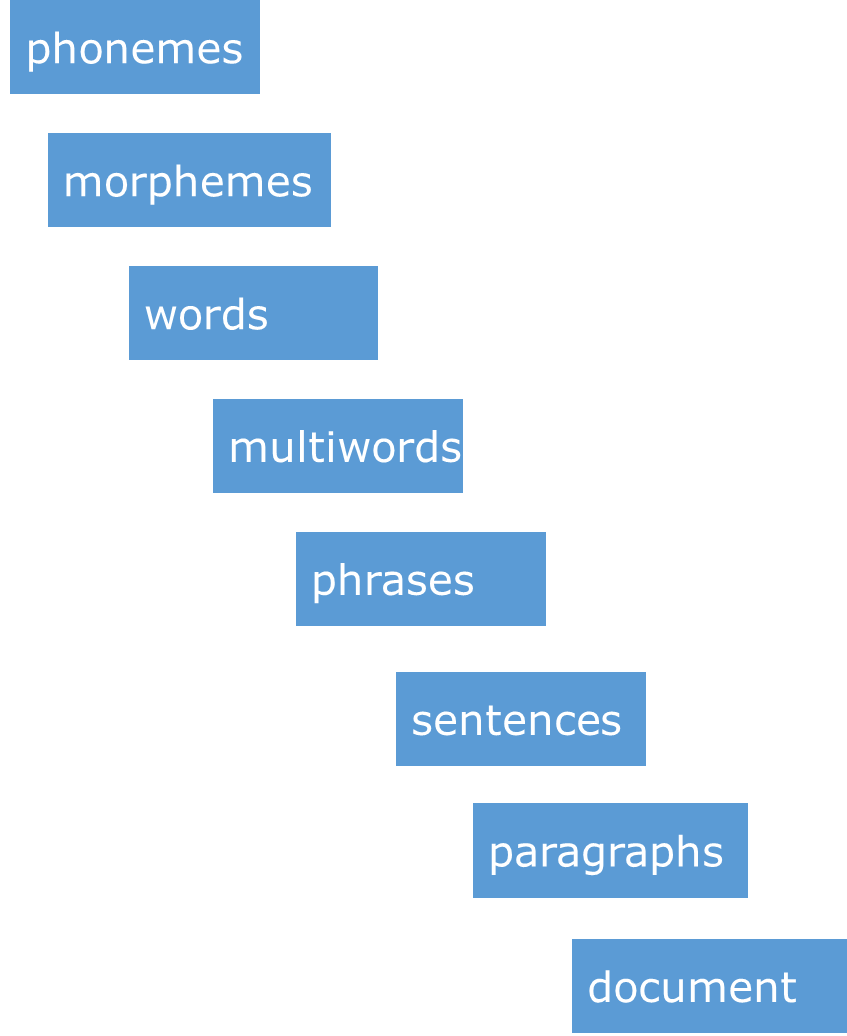 phonemes
morphemes
words
multiwords
phrases
sentences
paragraphs
document